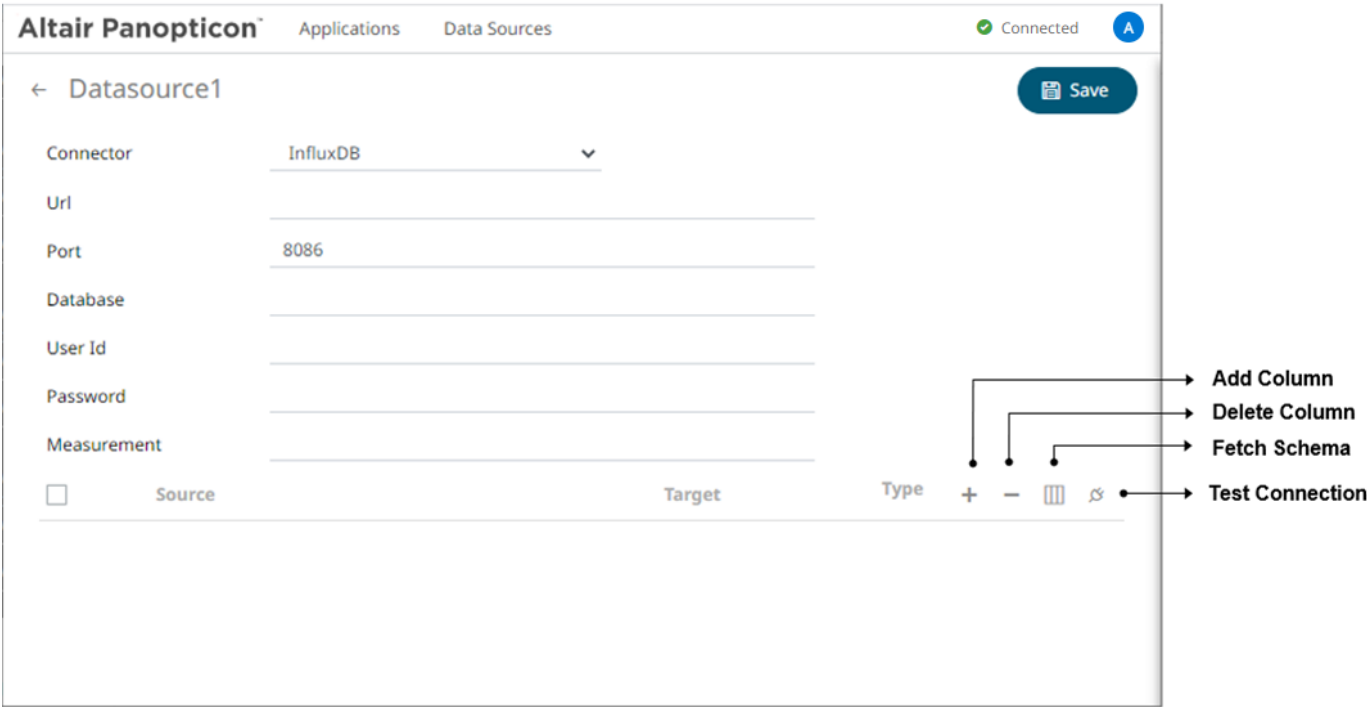 Altair Panopticon™ Applications Data Sources Connected A
← Datasource1 Save
Connector InfluxDB
Url
Port 8086
Database
User Id
Password
Measurement
Source Target Type + −
Add Column
Delete Column
Fetch Schema
Test Connection